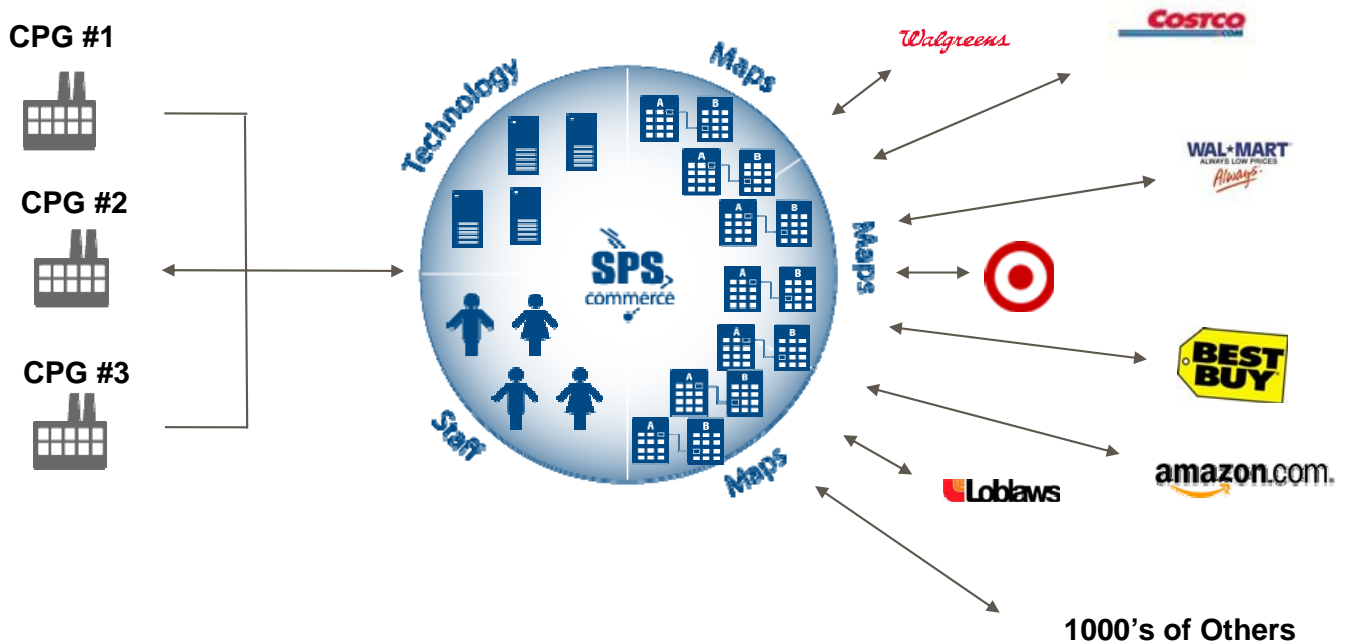 CPG #1
CPG #2
CPG #3
Technology
Staff
Maps
Maps
Maps
A B
A B
A B
A B
A B
A B
A B
SPS
commerce
Walgreens
COSTCO
.COM
WAL★MART
ALWAYS LOW PRICES
Always.
BEST
BUY
amazon.com.
Loblaws
1000’s of Others